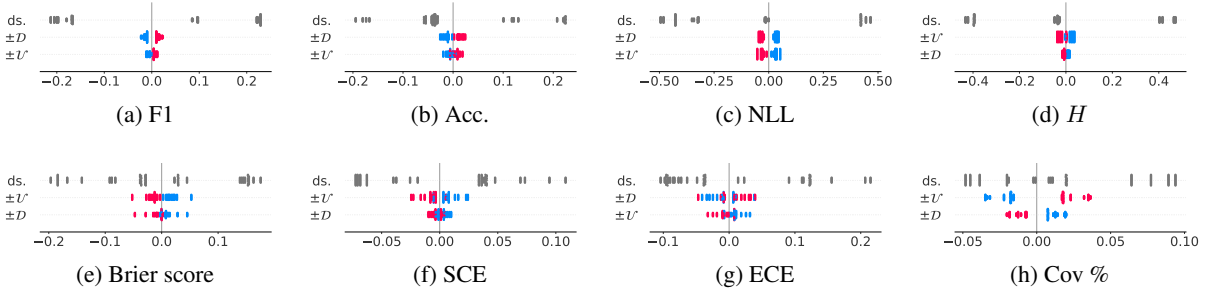 ds.
±D
±U
−0.2 −0.1 0.0 0.1 0.2
(a) F1
ds.
±D
±U
−0.2 −0.1 0.0 0.1 0.2
(b) Acc.
ds.
±D
±U
−0.50 −0.25 0.00 0.25 0.50
(c) NLL
ds.
±U
±D
−0.4 −0.2 0.0 0.2 0.4
(d) H
ds.
±U
±D
−0.2 −0.1 0.0 0.1
(e) Brier score
ds.
±U
±D
−0.05 0.00 0.05 0.10
(f) SCE
ds.
±D
±U
−0.1 0.0 0.1 0.2
(g) ECE
ds.
±U
±D
−0.05 0.00 0.05 0.10
(h) Cov %